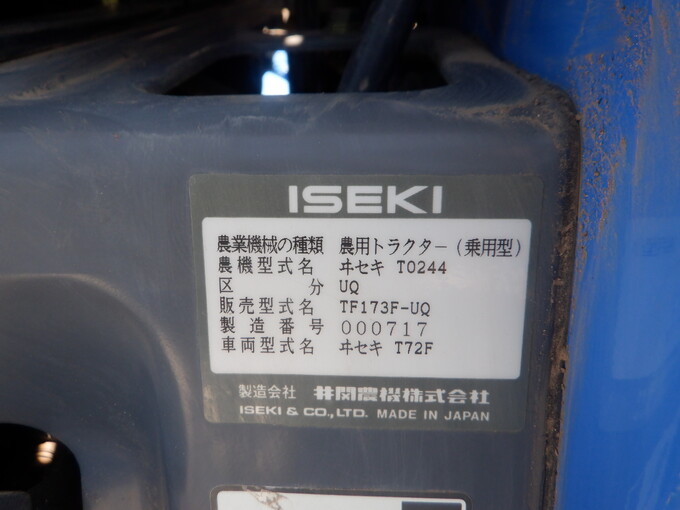 ISEKI
農業機械の種類 農用トラクター(乗用型)
農機型式名 ヰセキ T0244
区分 UQ
販売型式名 TF173F-UQ
製造番号 000717
車両型式名 ヰセキ T72F
製造会社 井関農機株式会社
ISEKI & CO., LTD. MADE IN JAPAN